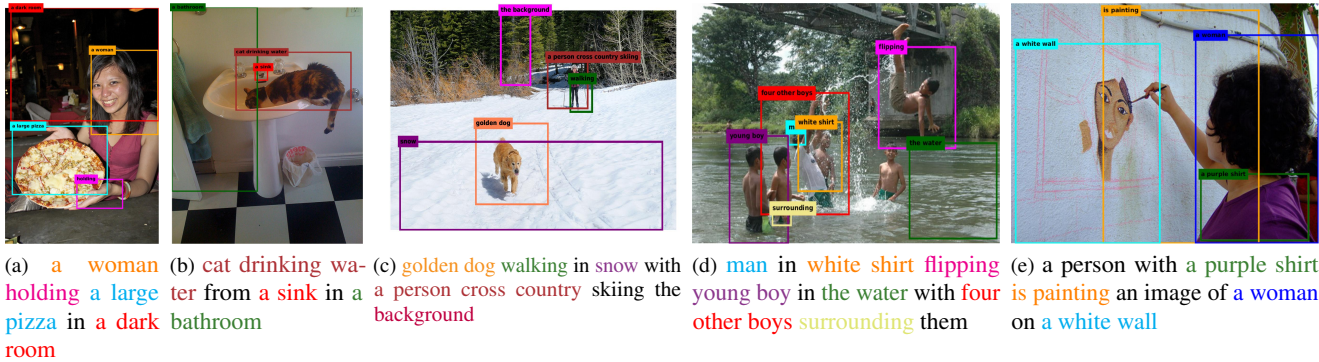 a dark room
a woman
a large pizza
holding
a bathroom
cat drinking water
a sink
the background
a person cross country skiing
walking
golden dog
snow
flipping
four other boys
white shirt
young boy
the water
surrounding
is painting
a woman
a white wall
a purple shirt
(a) a woman
holding a large
pizza in a dark
room
(b) cat drinking wa-
ter from a sink in a
bathroom
(c) golden dog walking in snow with
a person cross country skiing the
background
(d) man in white shirt flipping
young boy in the water with four
other boys surrounding them
(e) a person with a purple shirt
is painting an image of a woman
on a white wall